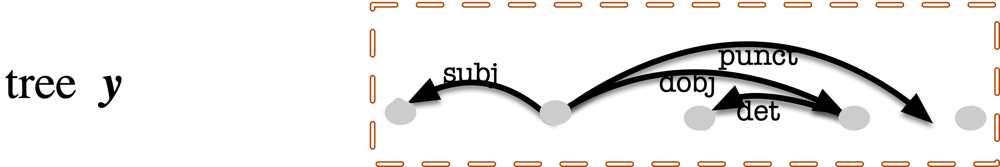 tree y
subj
punct
dobj
det